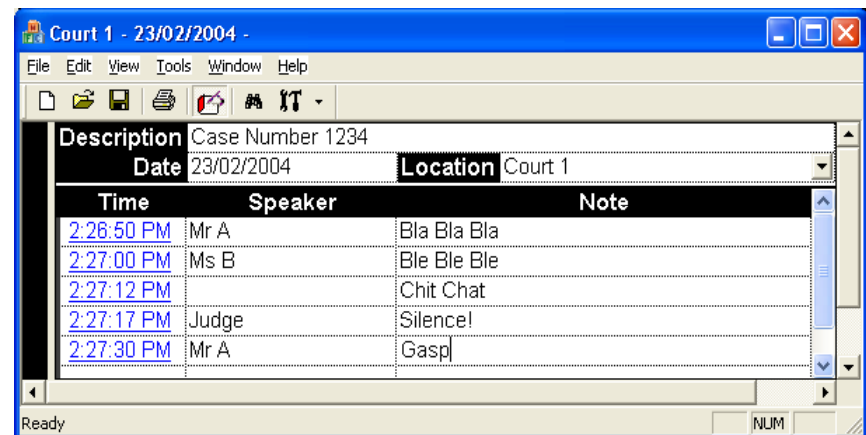 Court 1 - 23/02/2004 -
File Edit View Tools Window Help
Description Case Number 1234
Date 23/02/2004 Location Court 1
Time Speaker Note
2:26:50 PM Mr A Bla Bla Bla
2:27:00 PM Ms B Ble Ble Ble
2:27:12 PM Chit Chat
2:27:17 PM Judge Silence!
2:27:30 PM Mr A Gasp
Ready NUM